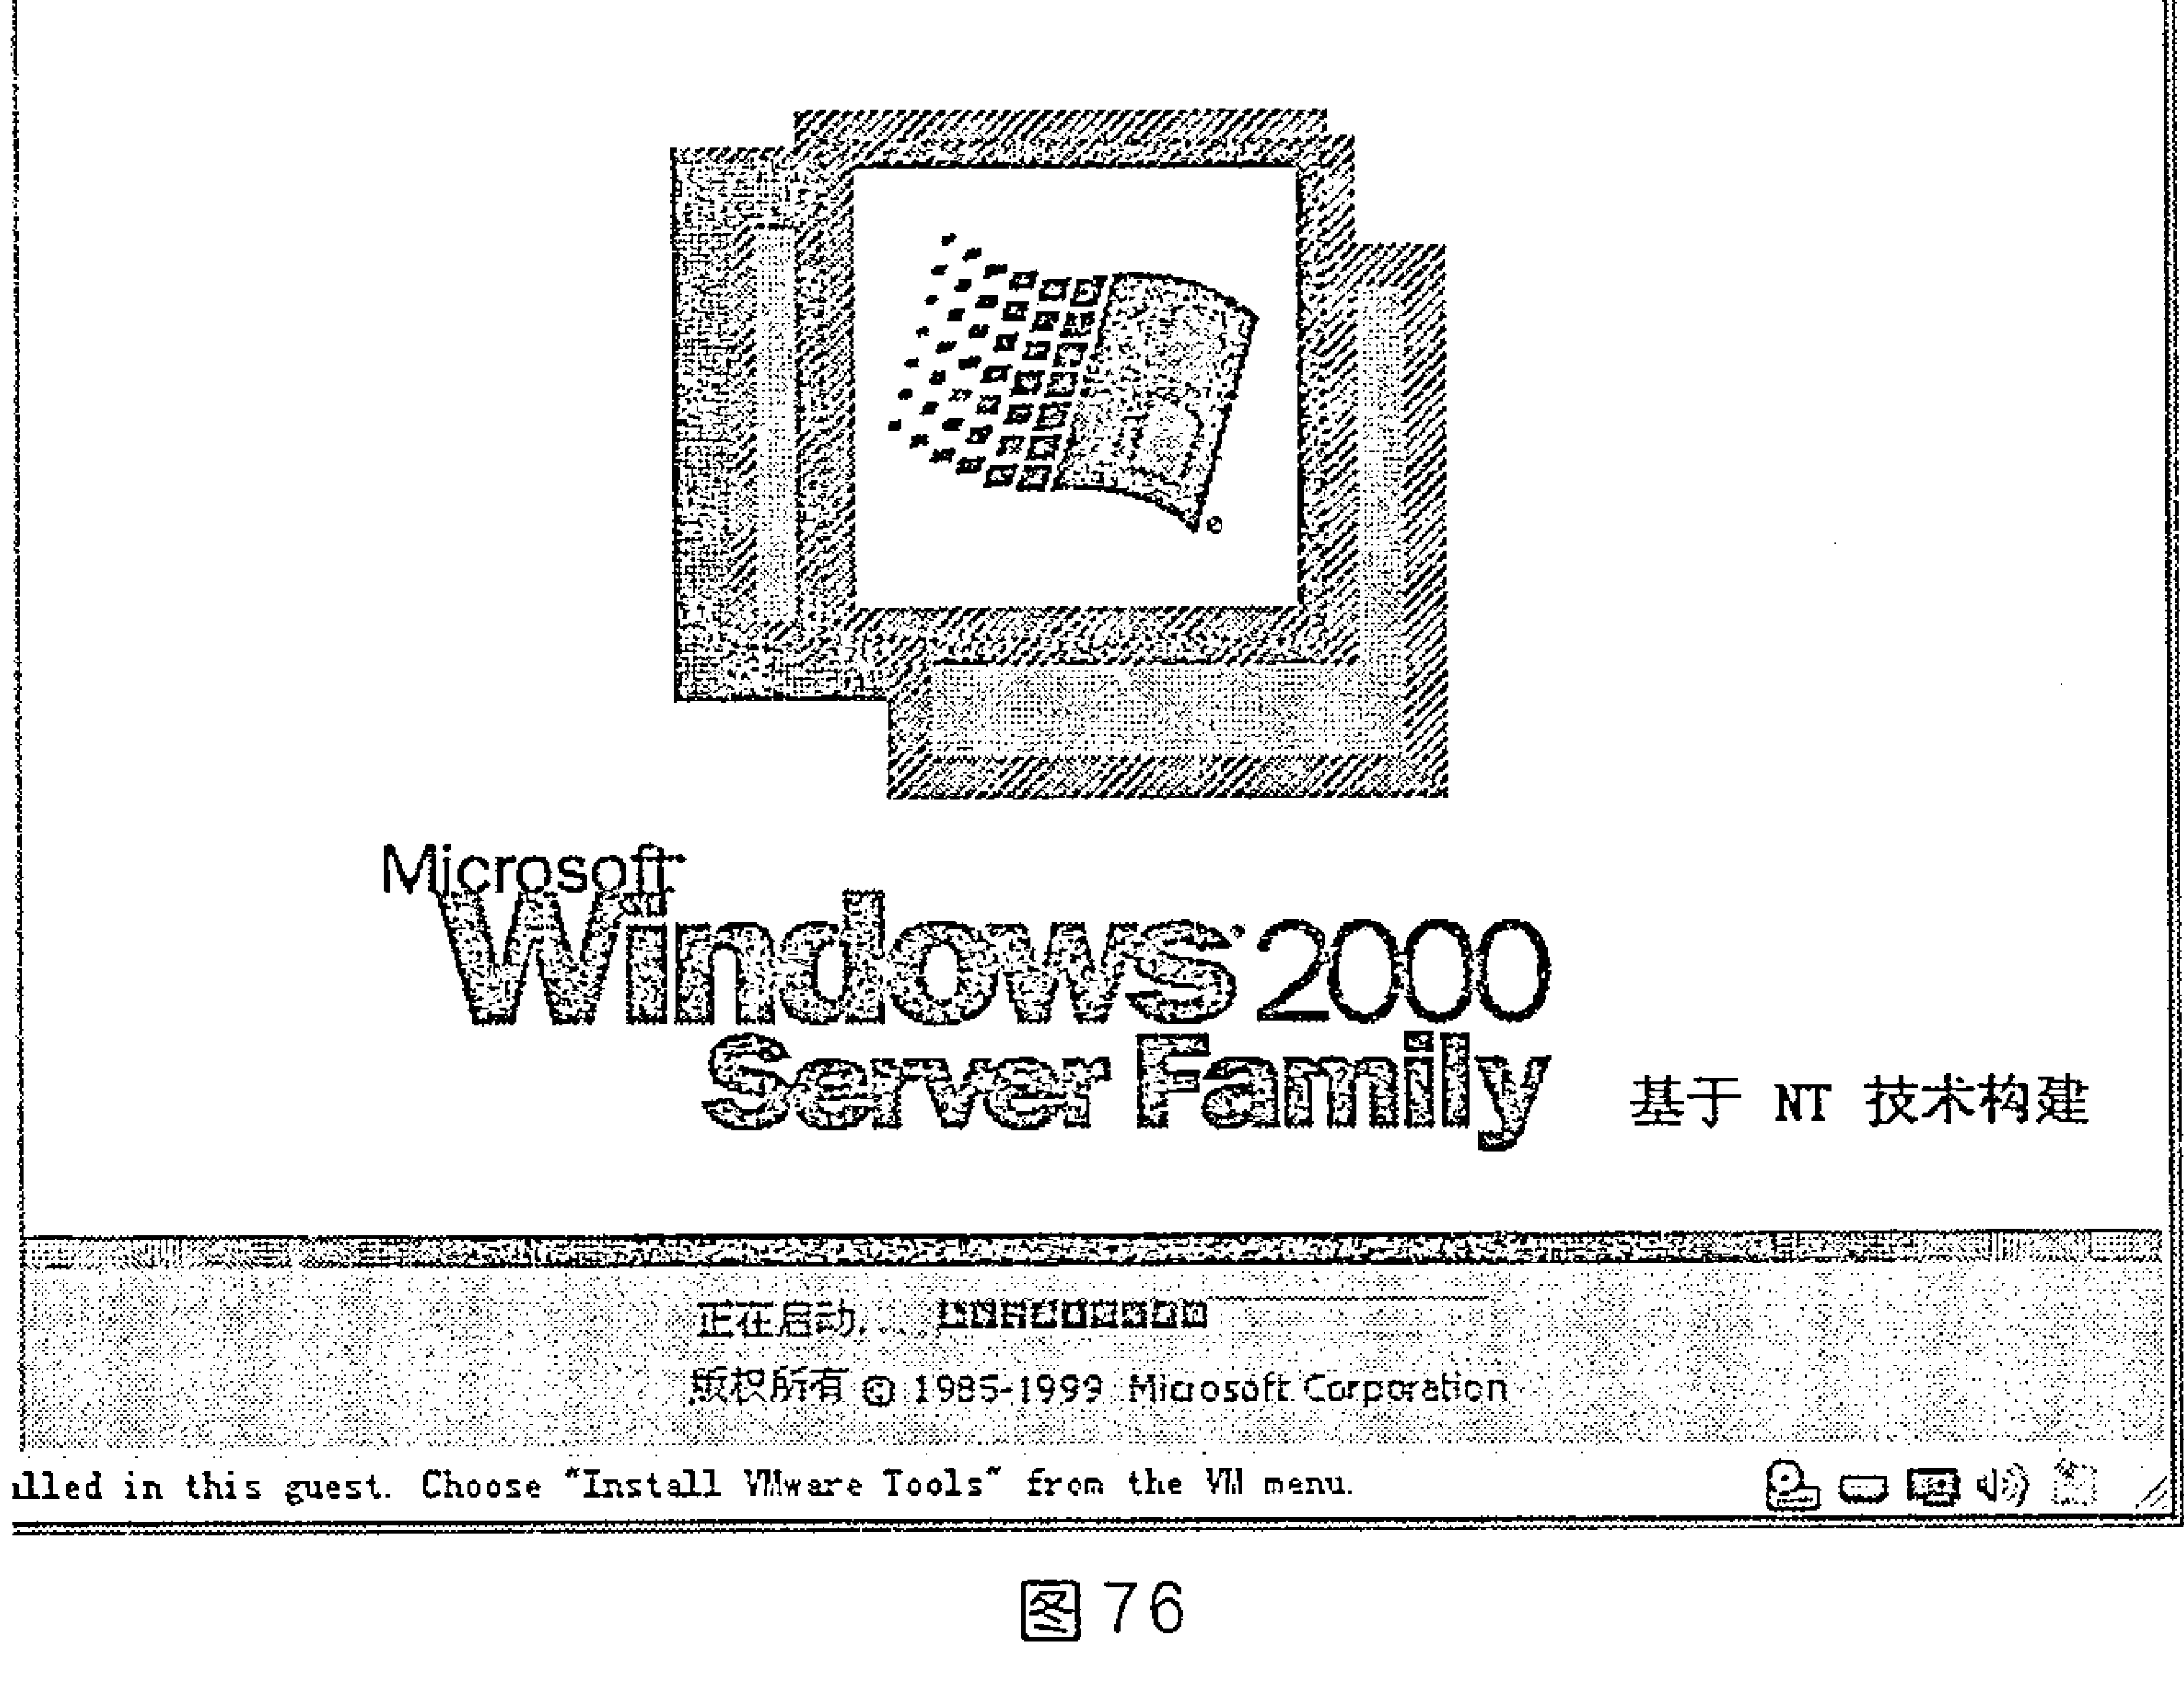 Microsoft
Windows 2000
Server Family 基于 NT 技术构建
正在启动...
版权所有 © 1985-1999 Microsoft Corporation
in this guest. Choose "Install VMware Tools" from the VM menu.
图 76